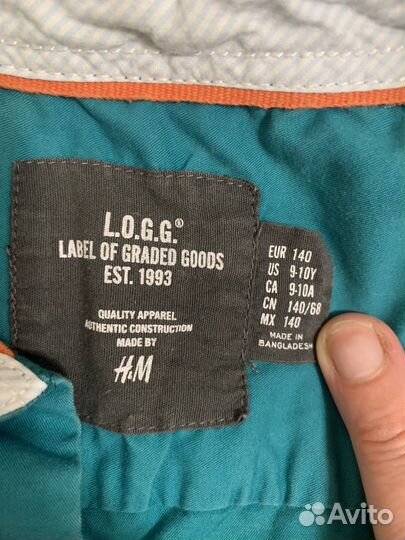 L.O.G.G.®
LABEL OF GRADED GOODS
EST. 1993
QUALITY APPAREL
AUTHENTIC CONSTRUCTION
MADE BY
H&M
EUR 140
US 9-10Y
CA 9-10A
CN 140/68
MX 140
MADE IN
BANGLADESH
Avito